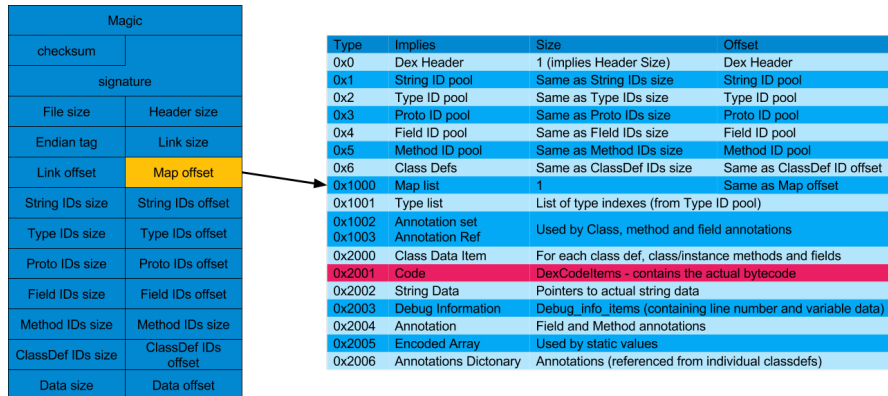 Magic
checksum
signature
File size Header size
Endian tag Link size
Link offset Map offset
String IDs size String IDs offset
Type IDs size Type IDs offset
Proto IDs size Proto IDs offset
Field IDs size Field IDs offset
Method IDs size Method IDs offset
ClassDef IDs size ClassDef IDs
offset
Data size Data offset
Type Implies Size Offset
0x0 Dex Header 1 (implies Header Size) Dex Header
0x1 String ID pool Same as String IDs size String ID pool
0x2 Type ID pool Same as Type IDs size Type ID pool
0x3 Proto ID pool Same as Proto IDs size Proto ID pool
0x4 Field ID pool Same as FIeld IDs size Field ID pool
0x5 Method ID pool Same as Method IDs size Method ID pool
0x6 Class Defs Same as ClassDef IDs size Same as ClassDef ID offset
0x1000 Map list 1 Same as Map offset
0x1001 Type list List of type indexes (from Type ID pool)
0x1002 Annotation set
0x1003 Annotation Ref Used by Class, method and field annotations
0x2000 Class Data Item For each class def, class/instance methods and fields
0x2001 Code DexCodeItems - contains the actual bytecode
0x2002 String Data Pointers to actual string data
0x2003 Debug Information Debug_info_items (containing line number and variable data)
0x2004 Annotation Field and Method annotations
0x2005 Encoded Array Used by static values
0x2006 Annotations Dictonary Annotations (referenced from individual classdefs)